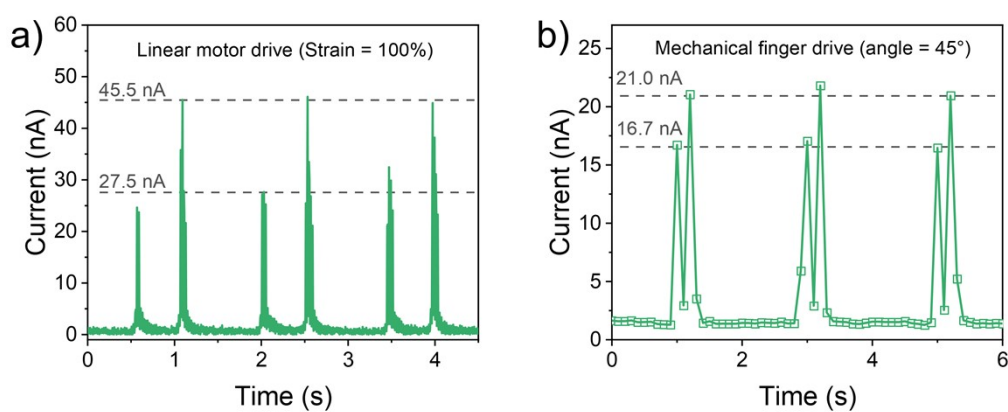 a)
Linear motor drive (Strain = 100%)
45.5 nA
27.5 nA
Current (nA)
60
50
40
30
20
10
0
0
1
2
3
4
Time (s)
b)
Mechanical finger drive (angle = 45°)
21.0 nA
16.7 nA
Current (nA)
25
20
15
10
5
0
0
2
4
6
Time (s)